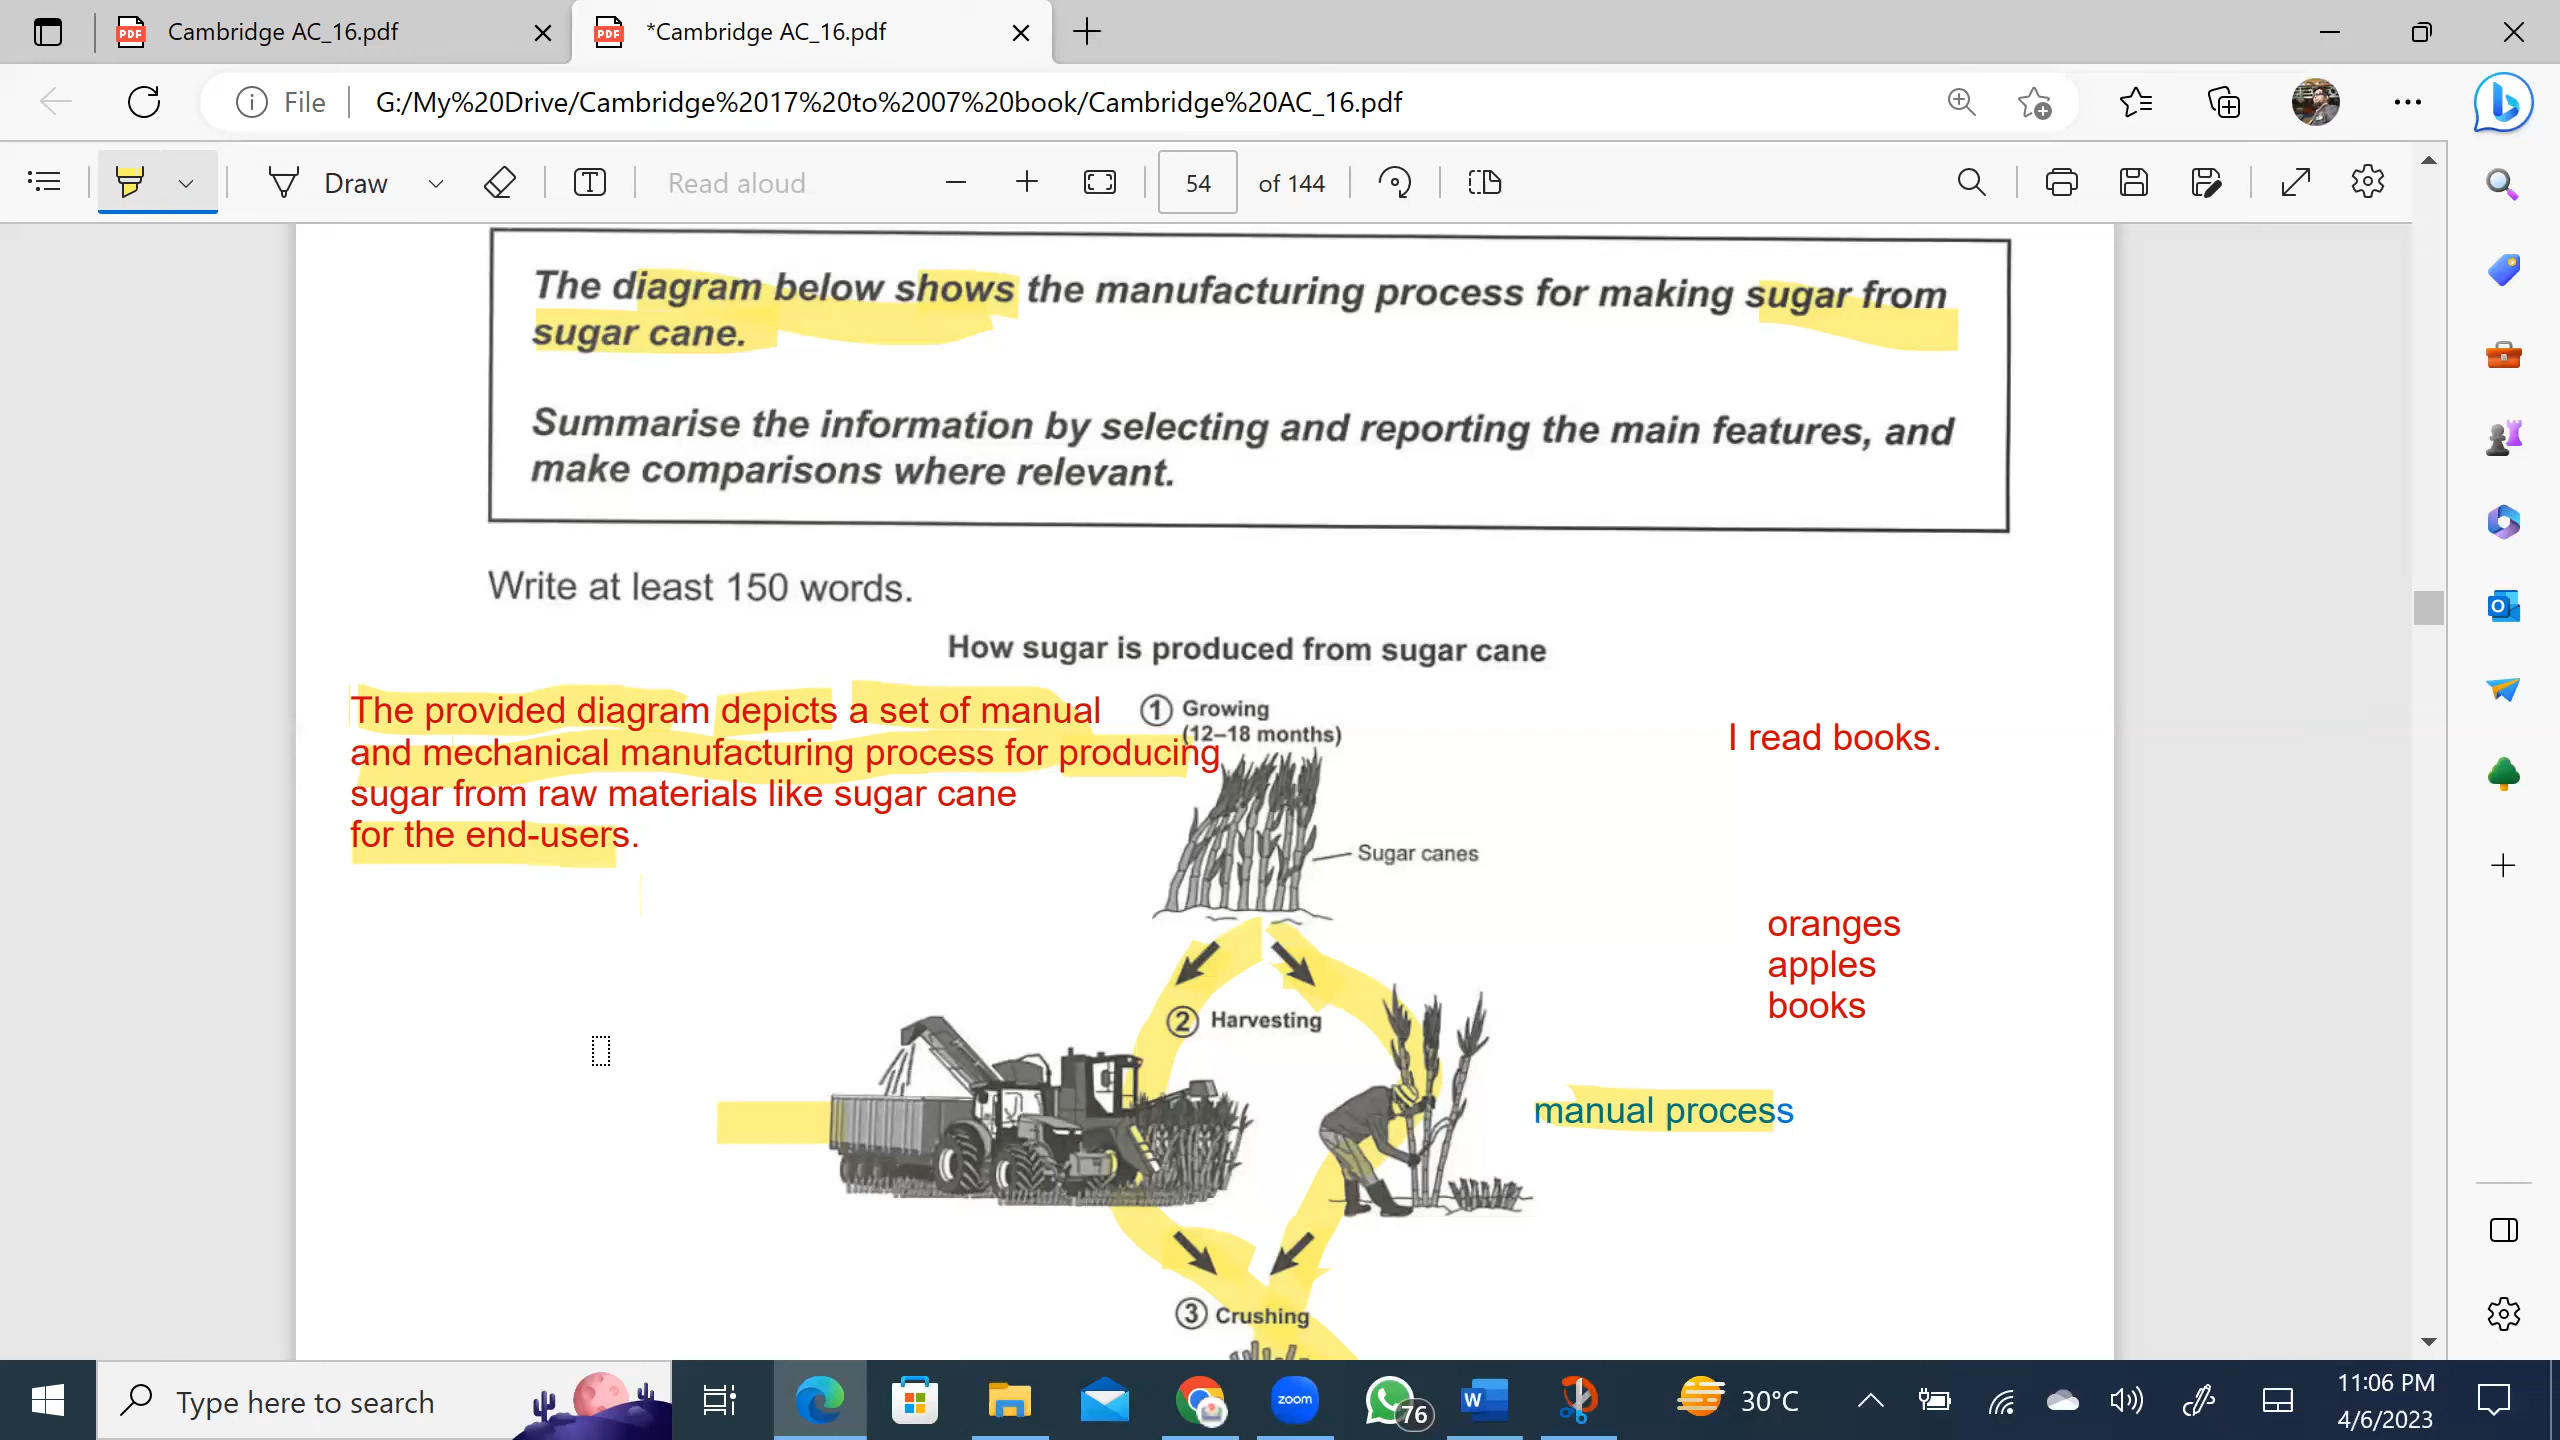 Cambridge AC_16.pdf
*Cambridge AC_16.pdf
File
G:/My%20Drive/Cambridge%2017%20to%2007%20book/Cambridge%20AC_16.pdf
Draw
Read aloud
54
of 144
The diagram below shows the manufacturing process for making sugar from
sugar cane.
Summarise the information by selecting and reporting the main features, and
make comparisons where relevant.
Write at least 150 words.
How sugar is produced from sugar cane
The provided diagram depicts a set of manual
and mechanical manufacturing process for producing
sugar from raw materials like sugar cane
for the end-users.
1 Growing
(12–18 months)
I read books.
Sugar canes
oranges
apples
books
2 Harvesting
manual process
3 Crushing
Type here to search
zoom
76
W
30°C
11:06 PM
4/6/2023